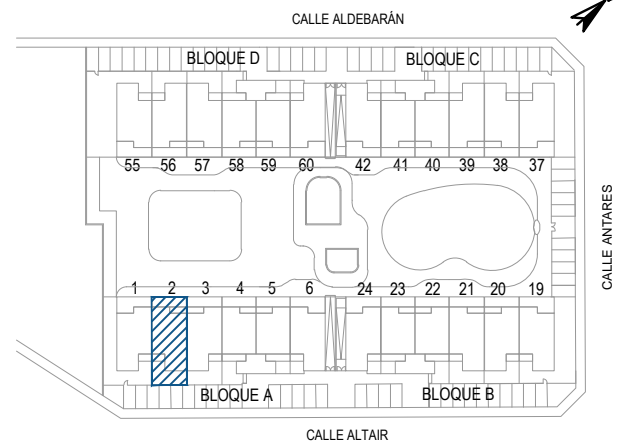 CALLE ALDEBARÁN
BLOQUE D BLOQUE C
55 56 57 58 59 60 42 41 40 39 38 37
CALLE ANTARES
1 2 3 4 5 6 24 23 22 21 20 19
BLOQUE A BLOQUE B
CALLE ALTAIR